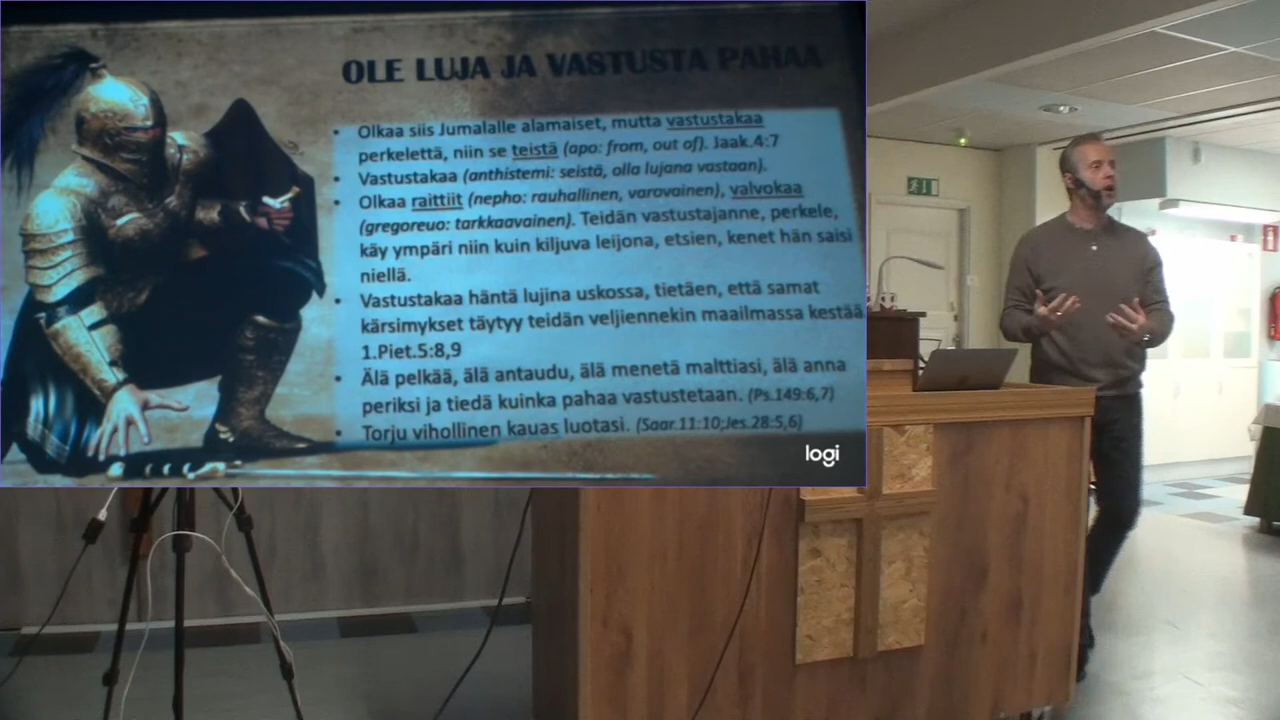 OLE LUJA JA VASTUSTA PAHAA
• Olkaa siis Jumalalle alamaiset, mutta vastustakaa
perkelettä, niin se teistä (apo: from, out of). Jaak.4:7
• Vastustakaa (anthistemi: seistä, olla lujana vastaan).
• Olkaa raittiit (nepho: rauhallinen, varovainen), valvokaa
(gregoreuo: tarkkaavainen). Teidän vastustajanne, perkele,
käy ympäri niin kuin kiljuva leijona, etsien, kenet hän saisi
niellä.
• Vastustakaa häntä lujina uskossa, tietäen, että samat
kärsimykset täytyy teidän veljiennekin maailmassa kestää
1.Piet.5:8,9
• Älä pelkää, älä antaudu, älä menetä malttiasi, älä anna
periksi ja tiedä kuinka pahaa vastustetaan. (Ps.149:6,7)
• Torju vihollinen kauas luotasi. (Saar.11:10;Jes.28:5,6)
logi